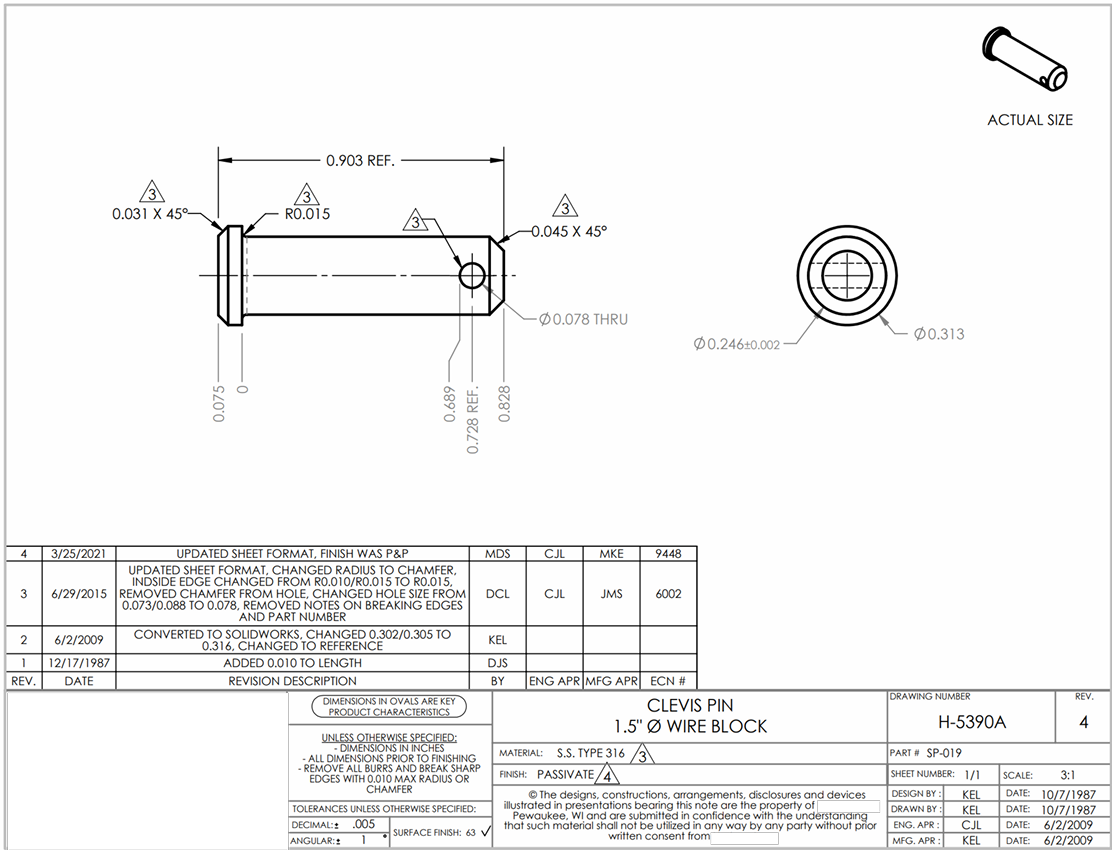 ACTUAL SIZE
0.903 REF.
3
0.031 X 45°
3
R0.015
3
3
0.045 X 45°
Ø0.078 THRU
0.075
0
0.689
0.728 REF.
0.828
Ø0.246±0.002
Ø0.313
4 3/25/2021 UPDATED SHEET FORMAT, FINISH WAS P&P MDS CJL MKE 9448
3 6/29/2015 UPDATED SHEET FORMAT, CHANGED RADIUS TO CHAMFER,
INDSIDE EDGE CHANGED FROM R0.010/R0.015 TO R0.015,
REMOVED CHAMFER FROM HOLE, CHANGED HOLE SIZE FROM
0.073/0.088 TO 0.078, REMOVED NOTES ON BREAKING EDGES
AND PART NUMBER DCL CJL JMS 6002
2 6/2/2009 CONVERTED TO SOLIDWORKS, CHANGED 0.302/0.305 TO
0.316, CHANGED TO REFERENCE KEL
1 12/17/1987 ADDED 0.010 TO LENGTH DJS
REV. DATE REVISION DESCRIPTION BY ENG APR MFG APR ECN #
DIMENSIONS IN OVALS ARE KEY
PRODUCT CHARACTERISTICS
UNLESS OTHERWISE SPECIFIED:
- DIMENSIONS IN INCHES
- ALL DIMENSIONS PRIOR TO FINISHING
- REMOVE ALL BURRS AND BREAK SHARP
EDGES WITH 0.010 MAX RADIUS OR
CHAMFER
TOLERANCES UNLESS OTHERWISE SPECIFIED:
DECIMAL:± .005
ANGULAR:± 1 °
SURFACE FINISH: 63
CLEVIS PIN
1.5" Ø WIRE BLOCK
MATERIAL: S.S. TYPE 316 3
FINISH: PASSIVATE 4
© The designs, constructions, arrangements, disclosures and devices
illustrated in presentations bearing this note are the property of
Pewaukee, WI and are submitted in confidence with the understanding
that such material shall not be utilized in any way by any party without prior
written consent from
DRAWING NUMBER
H-5390A
REV.
4
PART # SP-019
SHEET NUMBER: 1/1 SCALE: 3:1
DESIGN BY : KEL DATE: 10/7/1987
DRAWN BY : KEL DATE: 10/7/1987
ENG. APR : CJL DATE: 6/2/2009
MFG. APR : KEL DATE: 6/2/2009